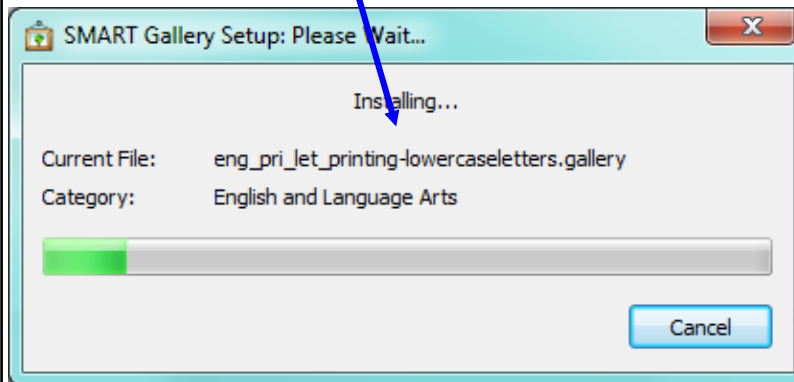 SMART Gallery Setup: Please Wait...
Installing...
Current File: eng_pri_let_printing-lowercaseletters.gallery
Category: English and Language Arts
Cancel